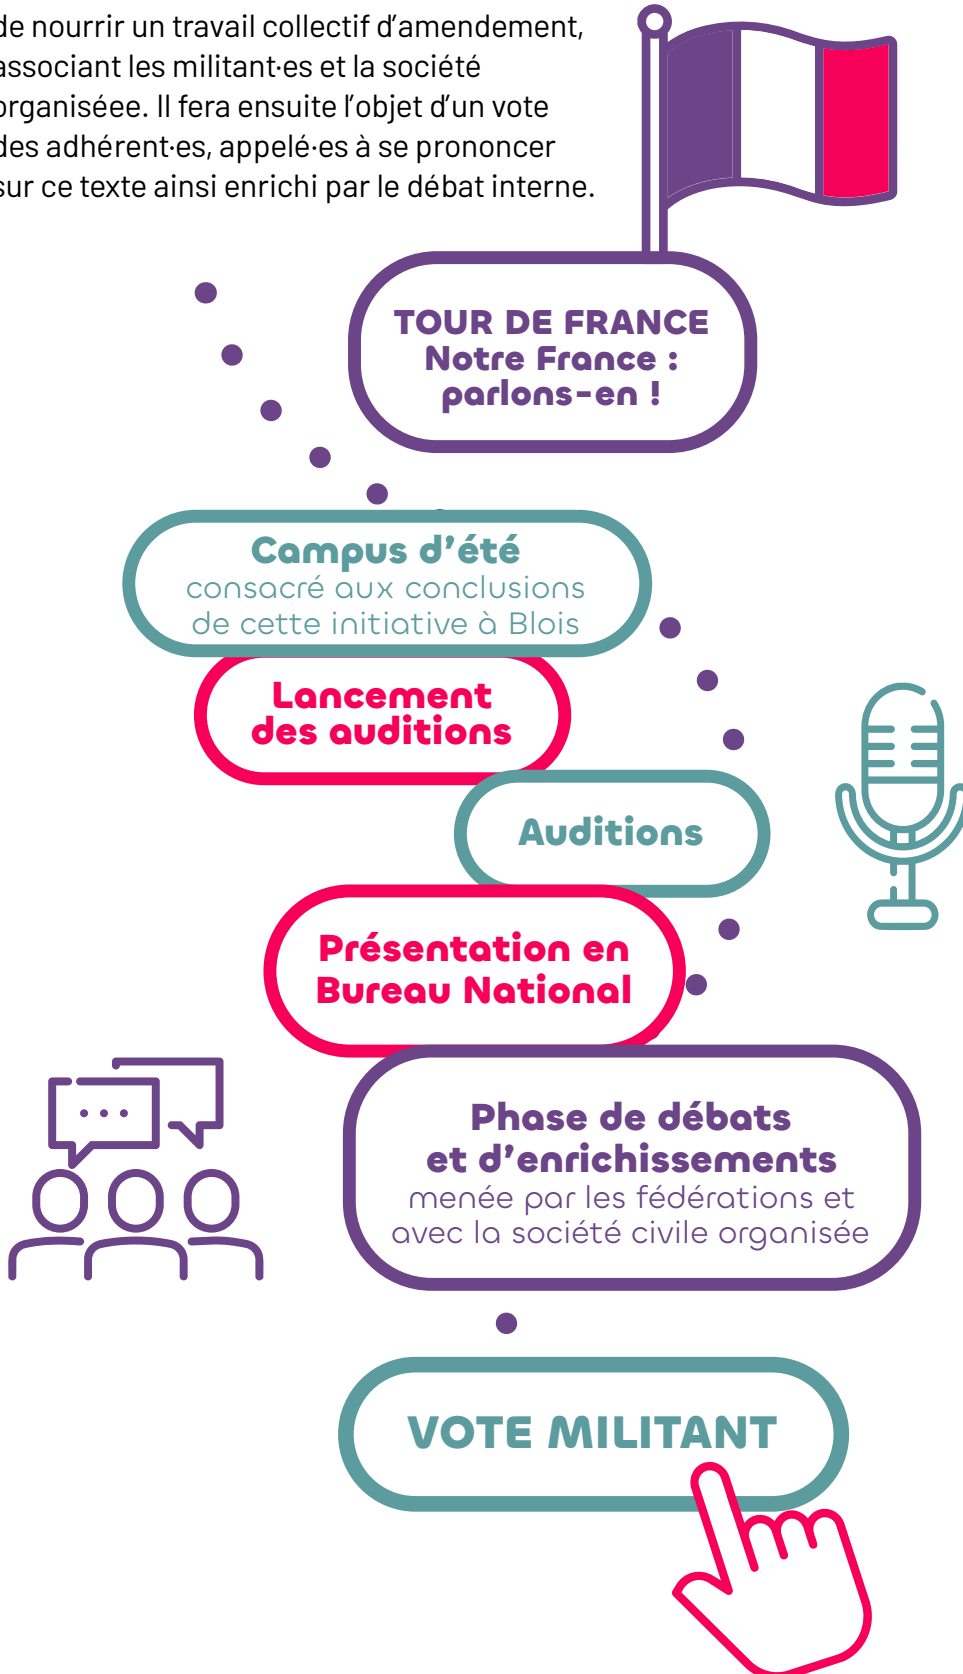 de nourrir un travail collectif d’amendement,
associant les militant·es et la société
organiséee. Il fera ensuite l’objet d’un vote
des adhérent·es, appelé·es à se prononcer
sur ce texte ainsi enrichi par le débat interne.
TOUR DE FRANCE
Notre France :
parlons-en !
Campus d’été
consacré aux conclusions
de cette initiative à Blois
Lancement
des auditions
Auditions
Présentation en
Bureau National
Phase de débats
et d’enrichissements
menée par les fédérations et
avec la société civile organisée
VOTE MILITANT